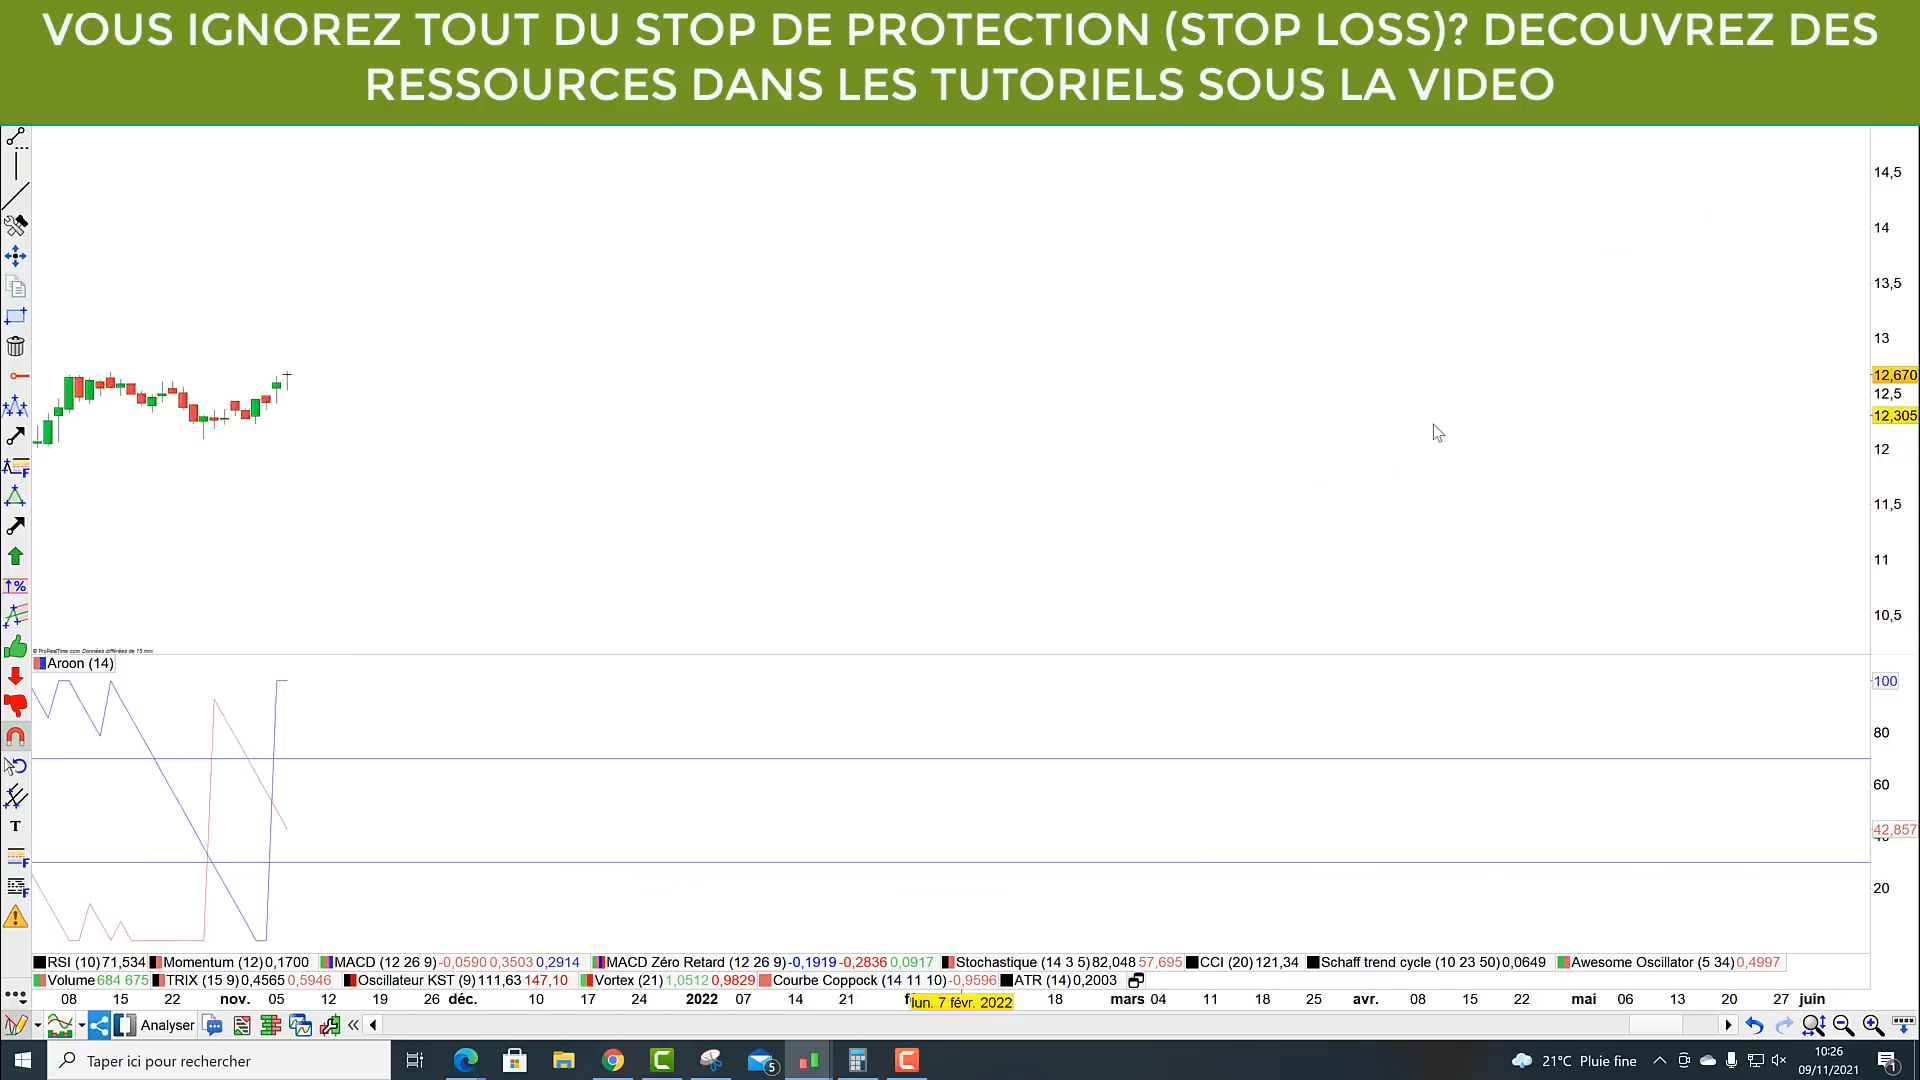 VOUS IGNOREZ TOUT DU STOP DE PROTECTION (STOP LOSS)? DECOUVREZ DES
RESSOURCES DANS LES TUTORIELS SOUS LA VIDEO
14,5
14
13,5
13
12,670
12,5
12,305
12
11,5
11
10,5
© ProRealTime.com Données différées de 15 min
Aroon (14)
100
80
60
42,857
20
RSI (10)71,534 Momentum (12)0,1700 MACD (12 26 9)-0,0590 0,3503 0,2914 MACD Zéro Retard (12 26 9)-0,1919 -0,2836 0,0917 Stochastique (14 3 5)82,048 57,695 CCI (20)121,34 Schaff trend cycle (10 23 50)0,0649 Awesome Oscillator (5 34)0,4997
Volume 684 675 TRIX (15 9)0,4565 0,5946 Oscillateur KST (9)111,63 147,10 Vortex (21)1,0512 0,9829 Courbe Coppock (14 11 10)-0,9596 ATR (14)0,2003
08 15 22 nov. 05 12 19 26 déc. 10 17 24 2022 07 14 21 f lun. 7 févr. 2022 18 mars 04 11 18 25 avr. 08 15 22 mai 06 13 20 27 juin
Analyser
Taper ici pour rechercher
5
21°C Pluie fine
10:26
09/11/2021
1